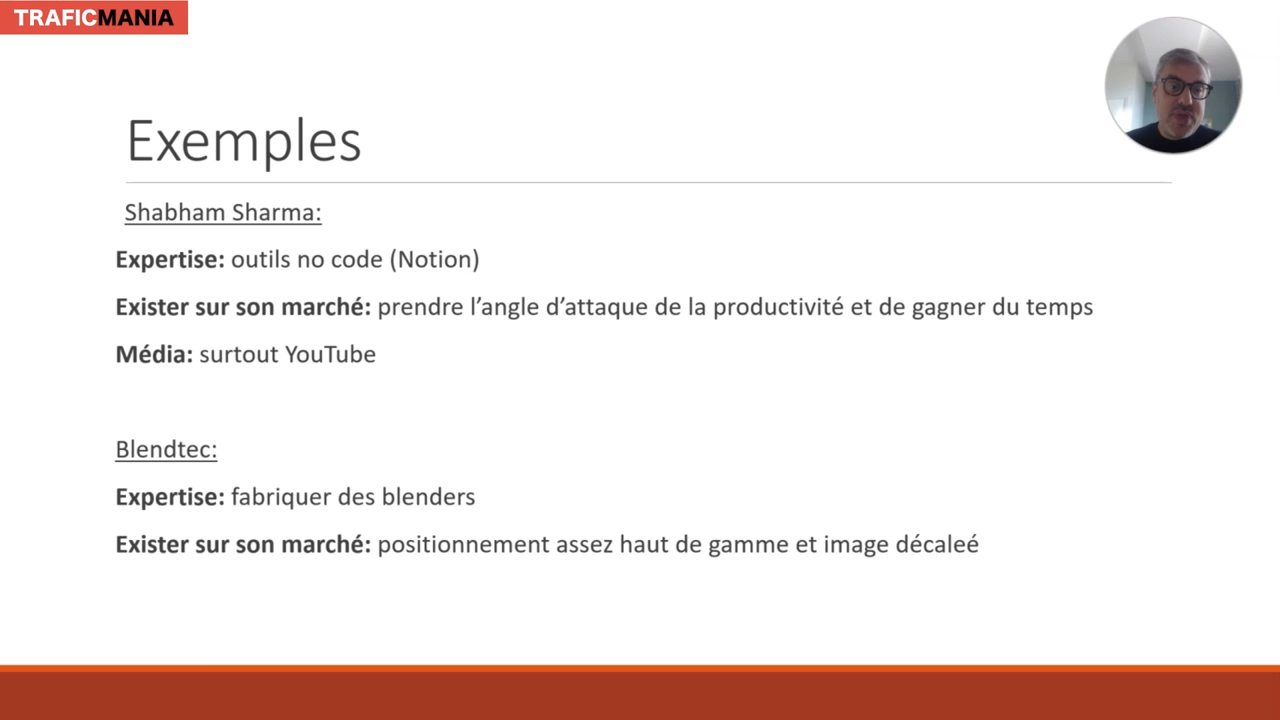 TRAFICMANIA
Exemples
Shabham Sharma:
Expertise: outils no code (Notion)
Exister sur son marché: prendre l’angle d’attaque de la productivité et de gagner du temps
Média: surtout YouTube
Blendtec:
Expertise: fabriquer des blenders
Exister sur son marché: positionnement assez haut de gamme et image décaleé